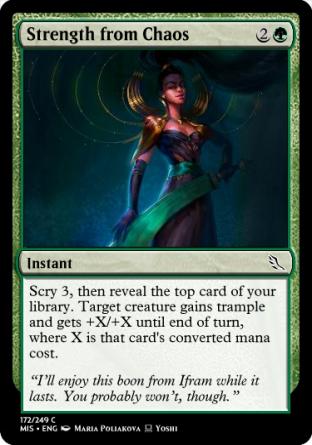 Strength from Chaos 2
Instant
Scry 3, then reveal the top card of your
library. Target creature gains trample
and gets +X/+X until end of turn,
where X is that card's converted mana
cost.
“I'll enjoy this boon from Ifram while it
lasts. You probably won't, though.”
172/249 C
MIS • ENG Maria Poliakova Yoshi